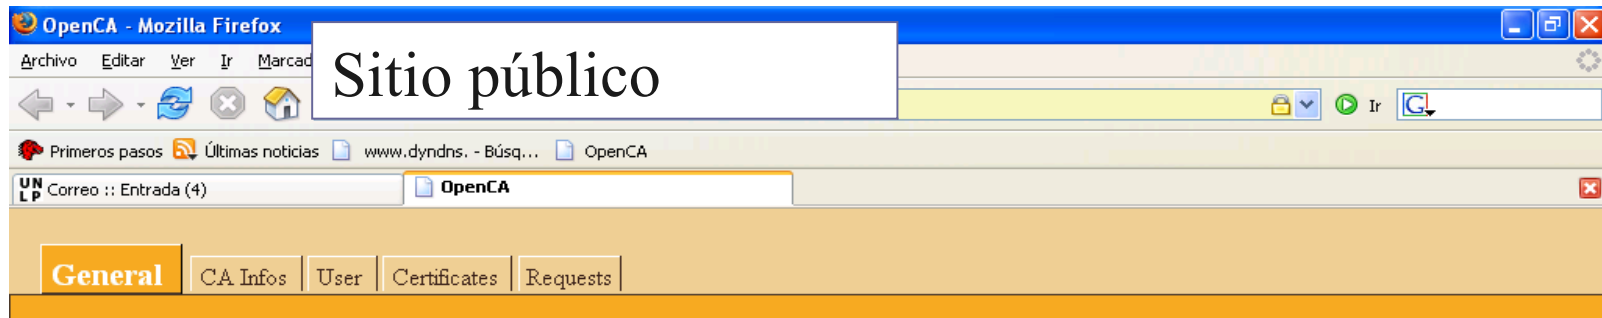 OpenCA - Mozilla Firefox
Sitio público
Archivo Editar Ver Ir Marcad
Ir
Primeros pasos Últimas noticias www.dyndns. - Búsq... OpenCA
UNLP Correo :: Entrada (4) OpenCA
General CA Infos User Certificates Requests